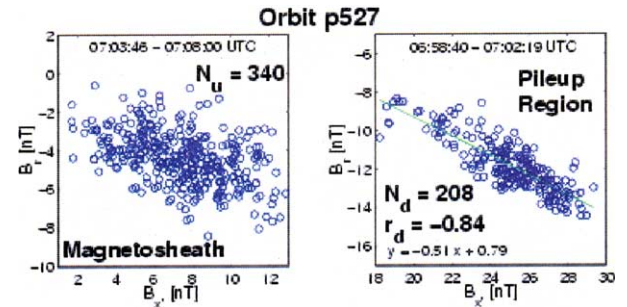 Orbit p527
07:03:46 – 07:08:00 UTC
N_u = 340
Magnetosheath
B_r [nT]
2
0
−2
−4
−6
−8
−10
2 4 6 8 10 12
B_x' [nT]
06:58:40 – 07:02:19 UTC
Pileup
Region
N_d = 208
r_d = −0.84
y = −0.51 x + 0.79
B_r [nT]
−6
−8
−10
−12
−14
−16
18 20 22 24 26 28 30
B_x' [nT]